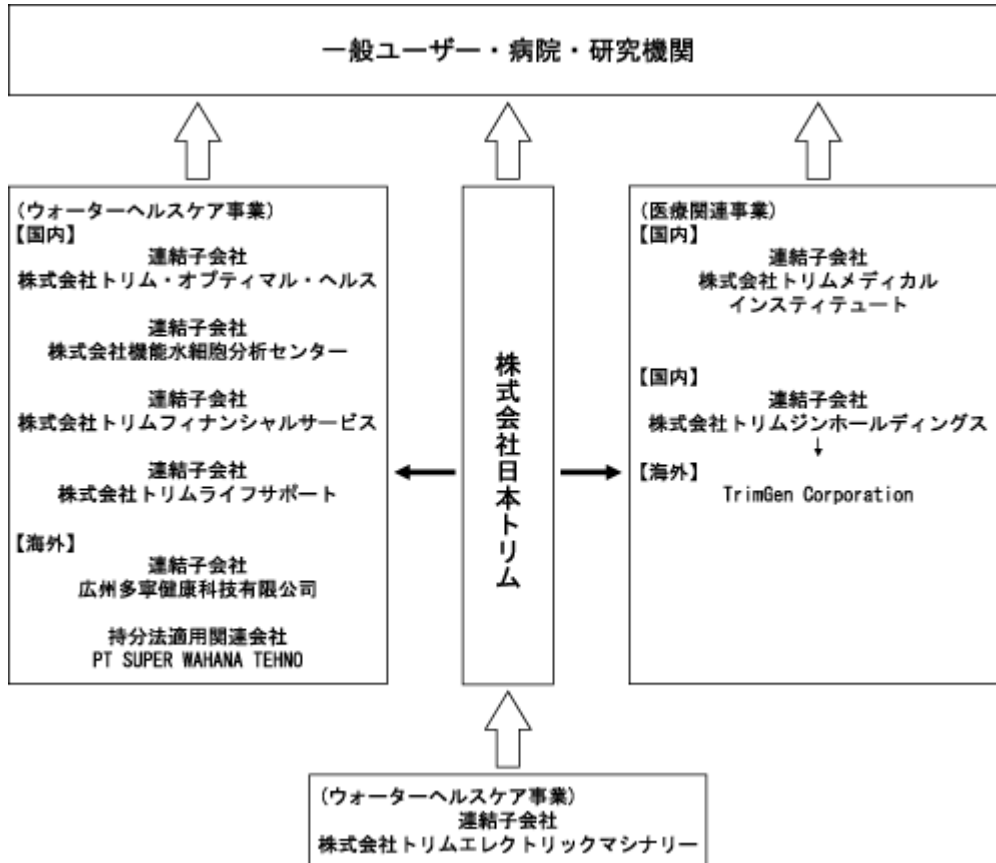 一般ユーザー・病院・研究機関
(ウォーターヘルスケア事業)
【国内】
連結子会社
株式会社トリム・オプティマル・ヘルス
連結子会社
株式会社機能水細胞分析センター
連結子会社
株式会社トリムフィナンシャルサービス
連結子会社
株式会社トリムライフサポート
【海外】
連結子会社
広州多寧健康科技有限公司
持分法適用関連会社
PT SUPER WAHANA TEHNO
株式会社日本トリム
(医療関連事業)
【国内】
連結子会社
株式会社トリムメディカル
インスティテュート
【国内】
連結子会社
株式会社トリムジンホールディングス
↓
【海外】
TrimGen Corporation
(ウォーターヘルスケア事業)
連結子会社
株式会社トリムエレクトリックマシナリー